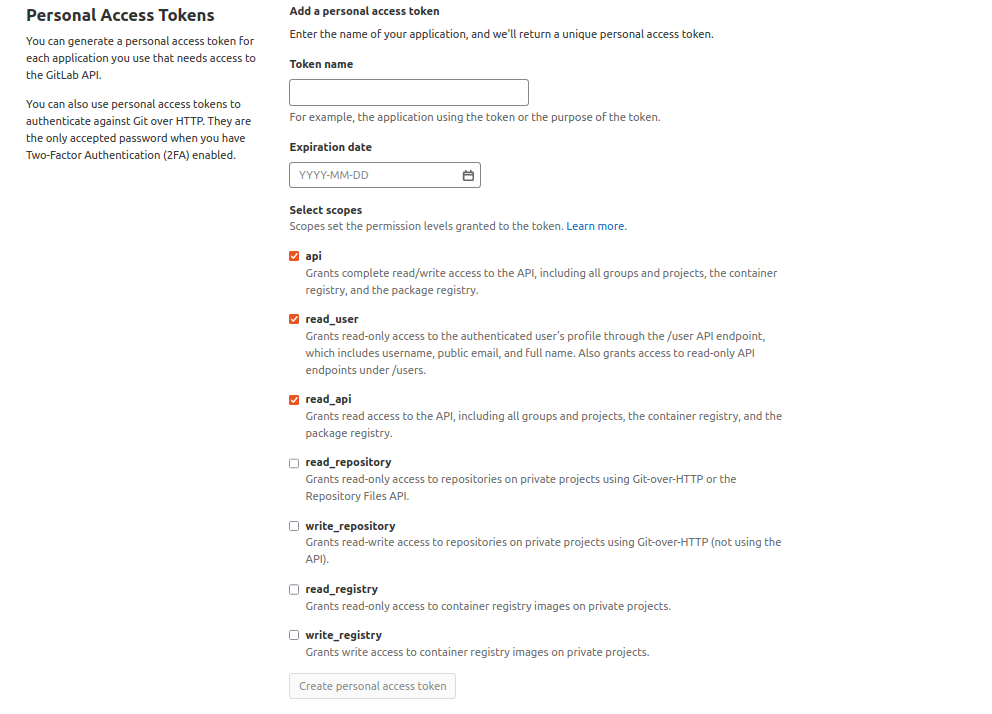 Personal Access Tokens
You can generate a personal access token for
each application you use that needs access to
the GitLab API.
You can also use personal access tokens to
authenticate against Git over HTTP. They are
the only accepted password when you have
Two-Factor Authentication (2FA) enabled.
Add a personal access token
Enter the name of your application, and we'll return a unique personal access token.
Token name
For example, the application using the token or the purpose of the token.
Expiration date
YYYY-MM-DD
Select scopes
Scopes set the permission levels granted to the token. Learn more.
api
Grants complete read/write access to the API, including all groups and projects, the container
registry, and the package registry.
read_user
Grants read-only access to the authenticated user's profile through the /user API endpoint,
which includes username, public email, and full name. Also grants access to read-only API
endpoints under /users.
read_api
Grants read access to the API, including all groups and projects, the container registry, and the
package registry.
read_repository
Grants read-only access to repositories on private projects using Git-over-HTTP or the
Repository Files API.
write_repository
Grants read-write access to repositories on private projects using Git-over-HTTP (not using the
API).
read_registry
Grants read-only access to container registry images on private projects.
write_registry
Grants write access to container registry images on private projects.
Create personal access token